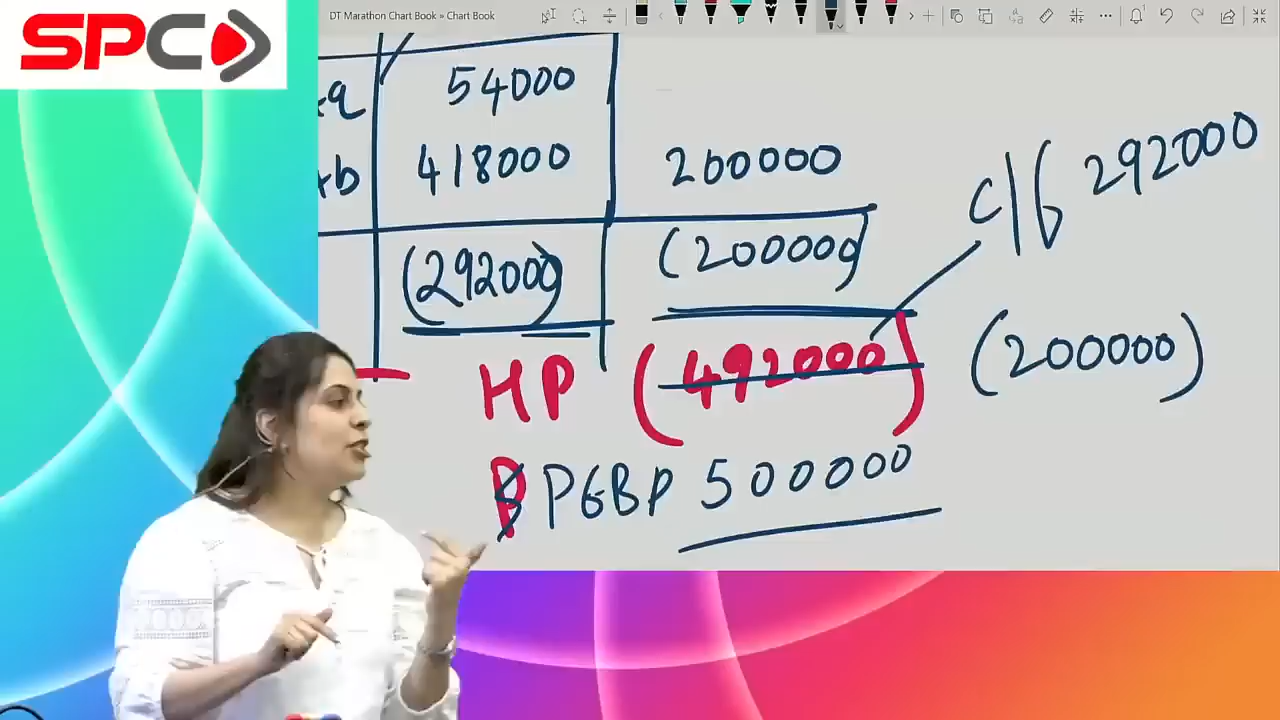 SPC
DT Marathon Chart Book » Chart Book
54000
418000 200000
(292000) (200000)
C/f 292000
HP (492000) (200000)
PGBP 500000